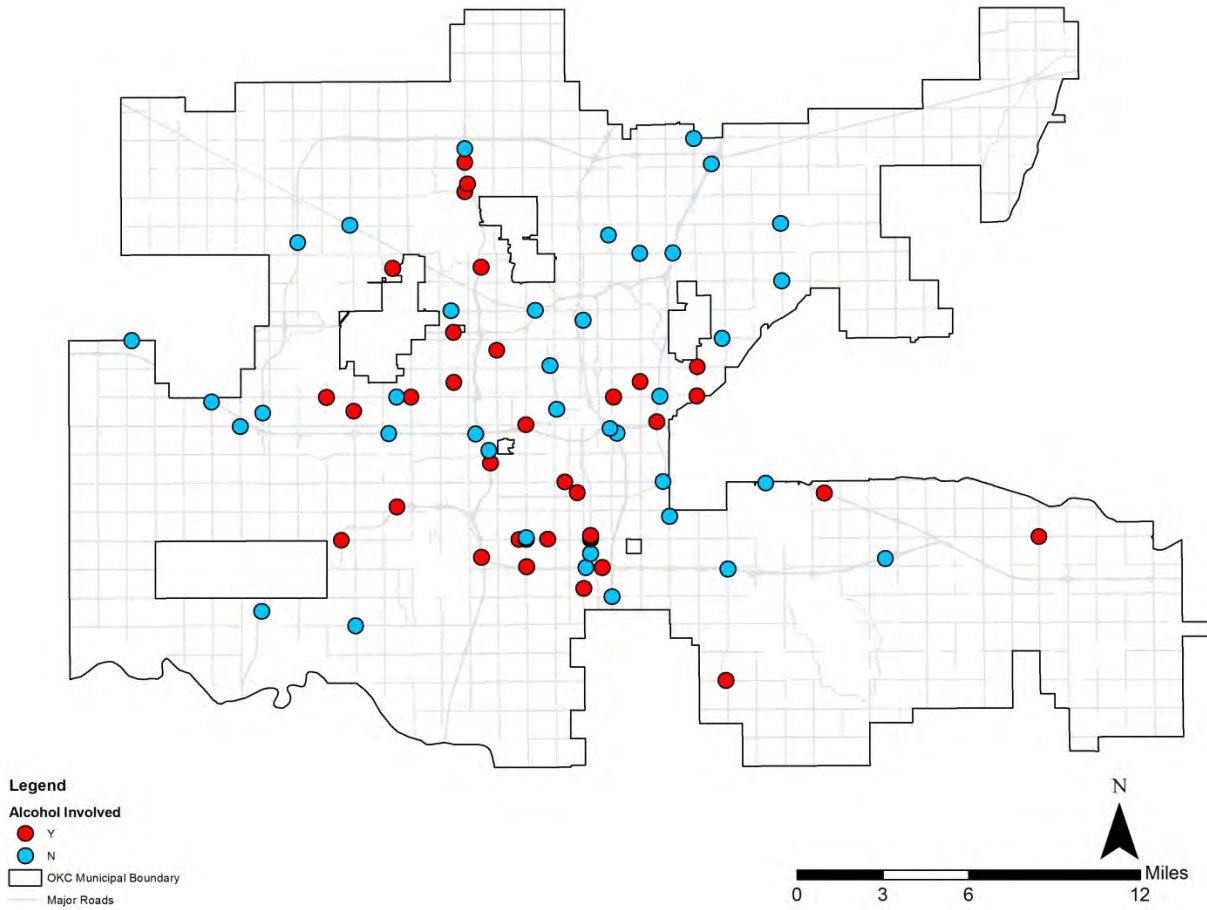 Legend
Alcohol Involved
Y
N
OKC Municipal Boundary
Major Roads
N
Miles
0 3 6 12